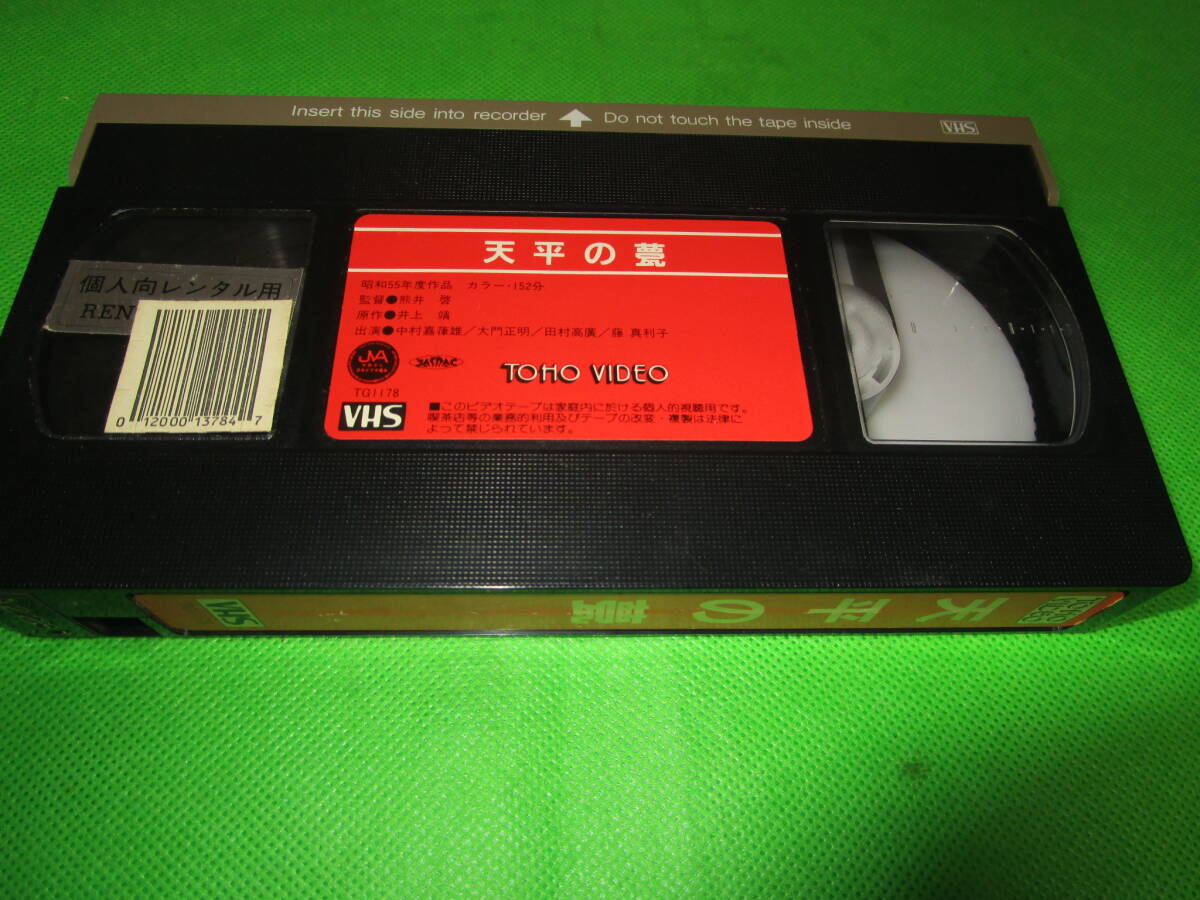 Insert this side into recorder Do not touch the tape inside VHS
個人向レンタル用
REN
0 12000 13784 7
天平の甍
昭和55年度作品 カラー・152分
監督●熊井 啓
原作●井上 靖
出演●中村嘉葎雄／大門正明／田村高廣／藤 真利子
JVA
TOHO VIDEO
TG1178
VHS
■このビデオテープは家庭内に於ける個人的視聴用です。
喫茶店等の業務的利用及びテープの改変・複製は法律に
よって禁じられています。
天平の甍
VHS